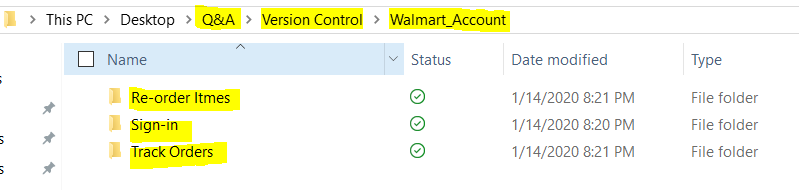 This PC > Desktop > Q&A > Version Control > Walmart_Account
Name Status Date modified Type
Re-order Itmes 1/14/2020 8:21 PM File folder
Sign-in 1/14/2020 8:20 PM File folder
Track Orders 1/14/2020 8:21 PM File folder